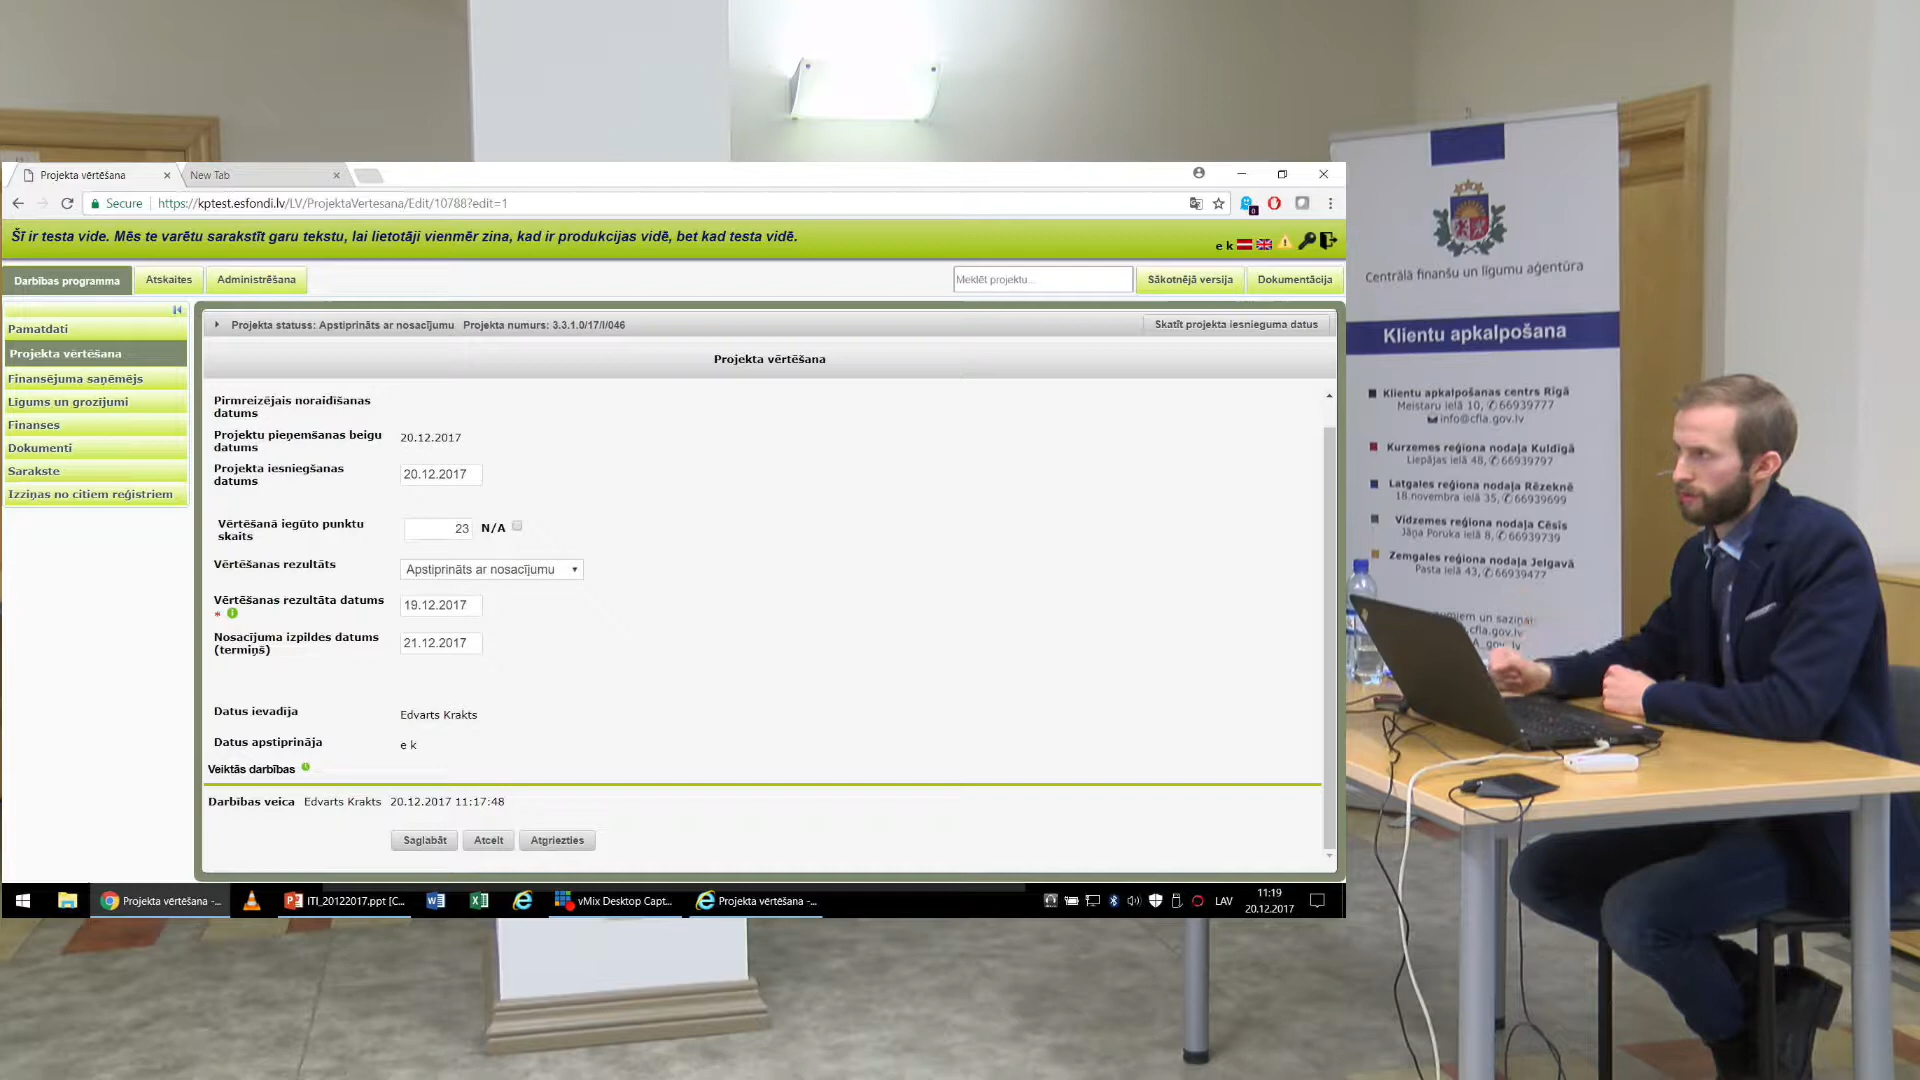 Projekta vērtēšana
New Tab
Secure
https://kptest.esfondi.lv/LV/ProjektaVertesana/Edit/10788?edit=1
Šī ir testa vide. Mēs te varētu sarakstīt garu tekstu, lai lietotāji vienmēr zina, kad ir produkcijas vidē, bet kad testa vidē.
e k
Darbības programma
Atskaites
Administrēšana
Meklēt projektu...
Sākotnējā versija
Dokumentācija
Pamatdati
Projekta vērtēšana
Finansējuma saņēmējs
Līgums un grozījumi
Finanses
Dokumenti
Sarakste
Izziņas no citiem reģistriem
Projekta statuss: Apstiprināts ar nosacījumu Projekta numurs: 3.3.1.0/17/I/046
Skatīt projekta iesnieguma datus
Projekta vērtēšana
Pirmreizējais noraidīšanas
datums
Projektu pieņemšanas beigu
datums
20.12.2017
Projekta iesniegšanas
datums
20.12.2017
Vērtēšanā iegūto punktu
skaits
23 N/A
Vērtēšanas rezultāts
Apstiprināts ar nosacījumu
Vērtēšanas rezultāta datums
*
19.12.2017
Nosacījuma izpildes datums
(termiņš)
21.12.2017
Datus ievadīja
Edvarts Krakts
Datus apstiprināja
e k
Veiktās darbības
Darbības veica Edvarts Krakts 20.12.2017 11:17:48
Saglabāt
Atcelt
Atgriezties
Projekta vērtēšana -...
ITI_20122017.ppt [C...
vMix Desktop Capt...
Projekta vērtēšana -...
LAV
11:19
20.12.2017
Centrālā finanšu un līgumu aģentūra
Klientu apkalpošana
Klientu apkalpošanas centrs Rīgā
Meistaru ielā 10, ✆66939777
info@cfla.gov.lv
Kurzemes reģiona nodaļa Kuldīgā
Liepājas ielā 48, ✆66939797
Latgales reģiona nodaļa Rēzeknē
18.novembra ielā 35, ✆66939699
Vidzemes reģiona nodaļa Cēsīs
Jāņa Poruka ielā 8, ✆66939739
Zemgales reģiona nodaļa Jelgavā
Pasta ielā 43, ✆66939477
un saziņai
cfla.gov.lv